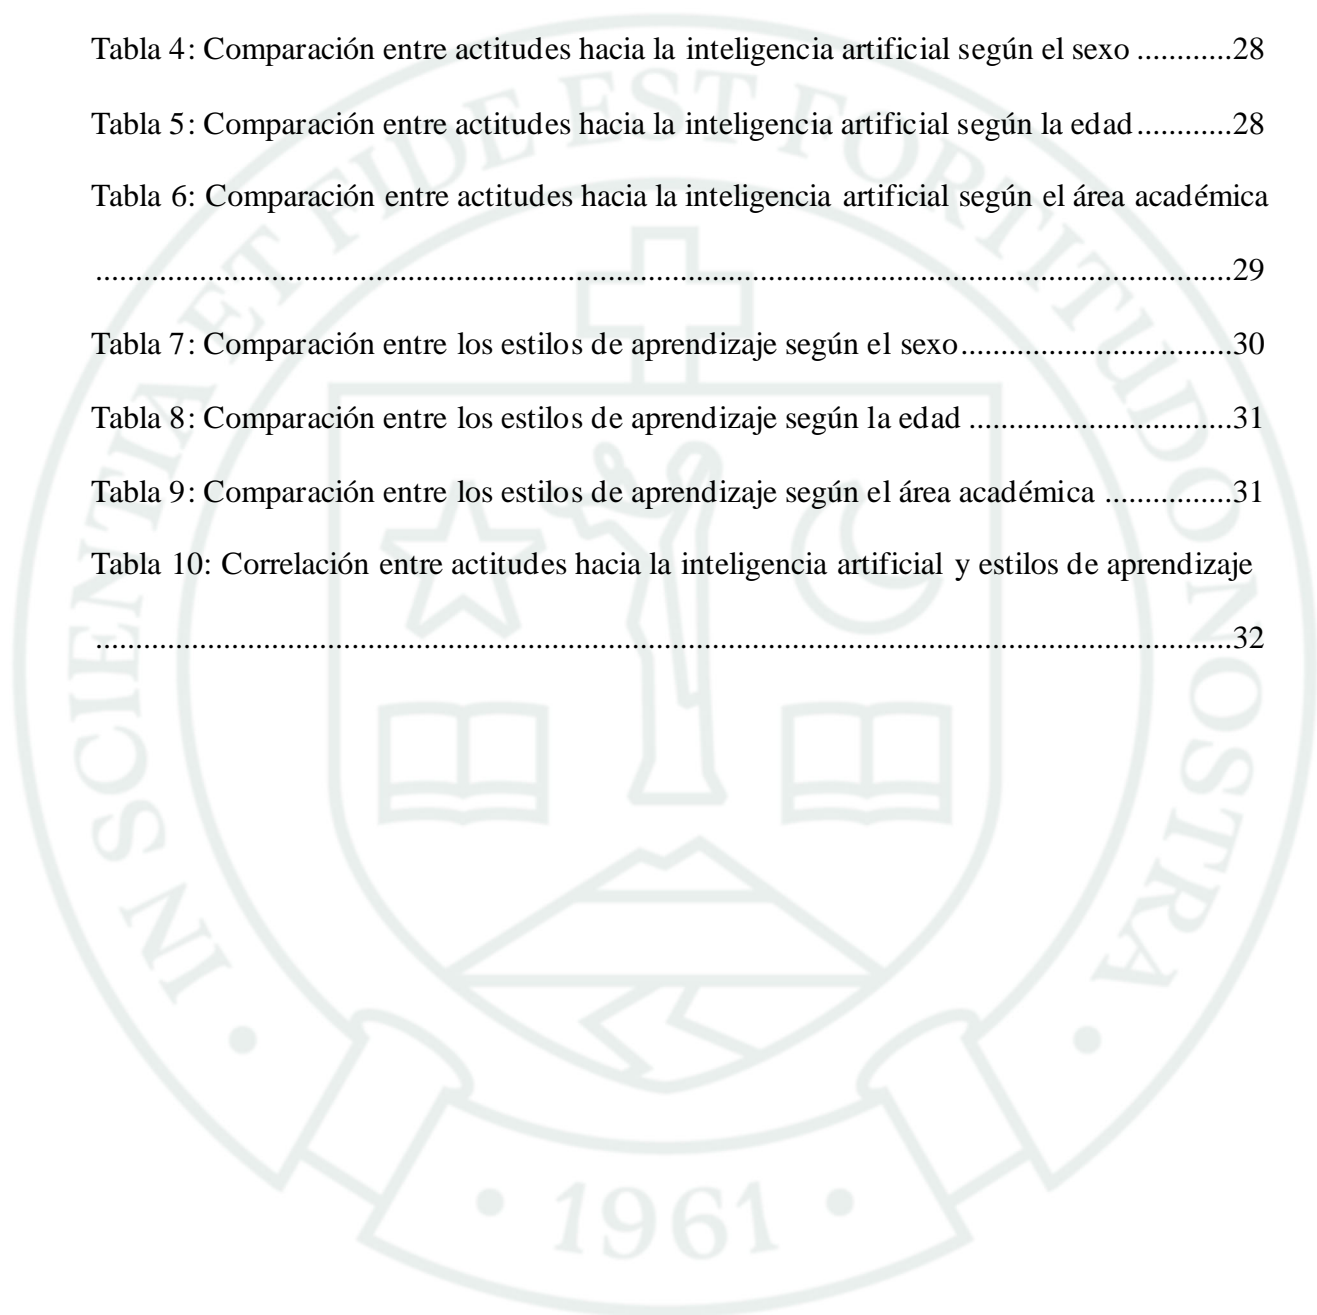 Tabla 4: Comparación entre actitudes hacia la inteligencia artificial según el sexo ............28
Tabla 5: Comparación entre actitudes hacia la inteligencia artificial según la edad............28
Tabla 6: Comparación entre actitudes hacia la inteligencia artificial según el área académica
................................................................................................................................................29
Tabla 7: Comparación entre los estilos de aprendizaje según el sexo..................................30
Tabla 8: Comparación entre los estilos de aprendizaje según la edad .................................31
Tabla 9: Comparación entre los estilos de aprendizaje según el área académica ................31
Tabla 10: Correlación entre actitudes hacia la inteligencia artificial y estilos de aprendizaje
................................................................................................................................................32
IN SCIENTIA ET FIDE EST FORTITUDO NOSTRA
• 1961 •